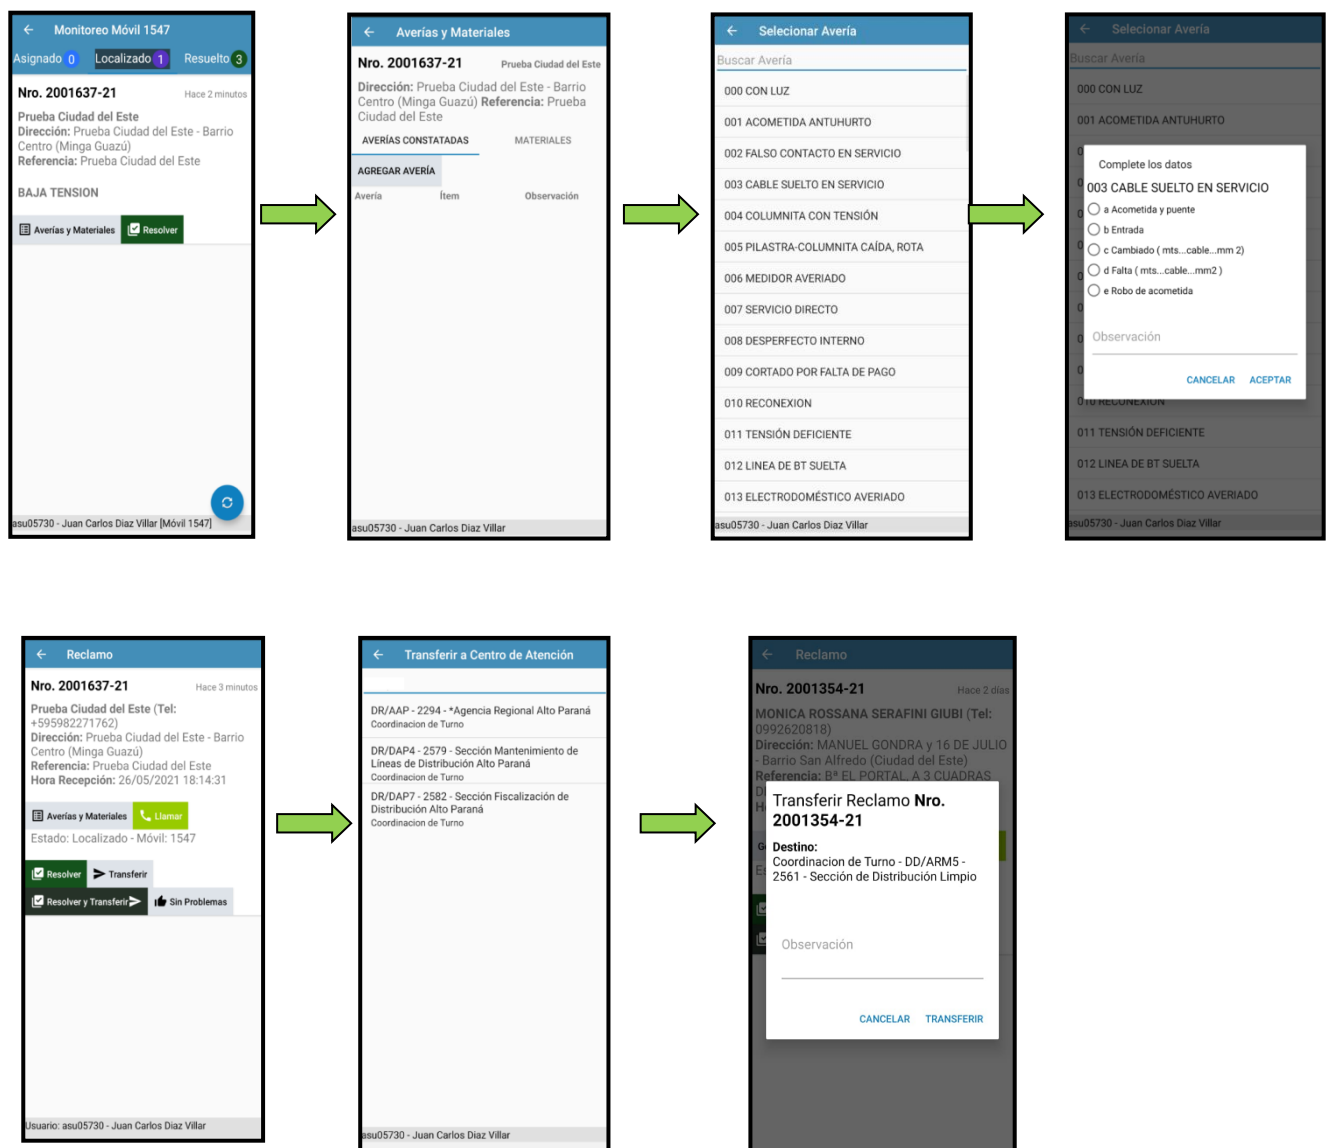 Monitoreo Móvil 1547
Asignado 0 Localizado 1 Resuelto 3
Nro. 2001637-21 Hace 2 minutos
Prueba Ciudad del Este
Dirección: Prueba Ciudad del Este - Barrio
Centro (Minga Guazú)
Referencia: Prueba Ciudad del Este
BAJA TENSION
Averías y Materiales Resolver
asu05730 - Juan Carlos Diaz Villar [Móvil 1547]
Averías y Materiales
Nro. 2001637-21 Prueba Ciudad del Este
Dirección: Prueba Ciudad del Este - Barrio
Centro (Minga Guazú) Referencia: Prueba
Ciudad del Este
AVERÍAS CONSTATADAS MATERIALES
AGREGAR AVERÍA
Avería Ítem Observación
asu05730 - Juan Carlos Diaz Villar
Selecionar Avería
Buscar Avería
000 CON LUZ
001 ACOMETIDA ANTUHURTO
002 FALSO CONTACTO EN SERVICIO
003 CABLE SUELTO EN SERVICIO
004 COLUMNITA CON TENSIÓN
005 PILASTRA-COLUMNITA CAÍDA, ROTA
006 MEDIDOR AVERIADO
007 SERVICIO DIRECTO
008 DESPERFECTO INTERNO
009 CORTADO POR FALTA DE PAGO
010 RECONEXION
011 TENSIÓN DEFICIENTE
012 LINEA DE BT SUELTA
013 ELECTRODOMÉSTICO AVERIADO
asu05730 - Juan Carlos Diaz Villar
Selecionar Avería
Buscar Avería
000 CON LUZ
001 ACOMETIDA ANTUHURTO
Complete los datos
003 CABLE SUELTO EN SERVICIO
a Acometida y puente
b Entrada
c Cambiado ( mts...cable...mm 2)
d Falta ( mts...cable...mm2 )
e Robo de acometida
Observación
CANCELAR ACEPTAR
010 RECONEXION
011 TENSIÓN DEFICIENTE
012 LINEA DE BT SUELTA
013 ELECTRODOMÉSTICO AVERIADO
asu05730 - Juan Carlos Diaz Villar
Reclamo
Nro. 2001637-21 Hace 3 minutos
Prueba Ciudad del Este (Tel:
+595982271762)
Dirección: Prueba Ciudad del Este - Barrio
Centro (Minga Guazú)
Referencia: Prueba Ciudad del Este
Hora Recepción: 26/05/2021 18:14:31
Averías y Materiales Llamar
Estado: Localizado - Móvil: 1547
Resolver Transferir
Resolver y Transferir Sin Problemas
Usuario: asu05730 - Juan Carlos Diaz Villar
Transferir a Centro de Atención
DR/AAP - 2294 - *Agencia Regional Alto Paraná
Coordinacion de Turno
DR/DAP4 - 2579 - Sección Mantenimiento de
Líneas de Distribución Alto Paraná
Coordinacion de Turno
DR/DAP7 - 2582 - Sección Fiscalización de
Distribución Alto Paraná
Coordinacion de Turno
asu05730 - Juan Carlos Diaz Villar
Reclamo
Nro. 2001354-21 Hace 2 días
MONICA ROSSANA SERAFINI GIUBI (Tel:
0992620818)
Dirección: MANUEL GONDRA y 16 DE JULIO
- Barrio San Alfredo (Ciudad del Este)
Referencia: Bª EL PORTAL, A 3 CUADRAS
Transferir Reclamo Nro.
2001354-21
Destino:
Coordinacion de Turno - DD/ARM5 -
2561 - Sección de Distribución Limpio
Observación
CANCELAR TRANSFERIR